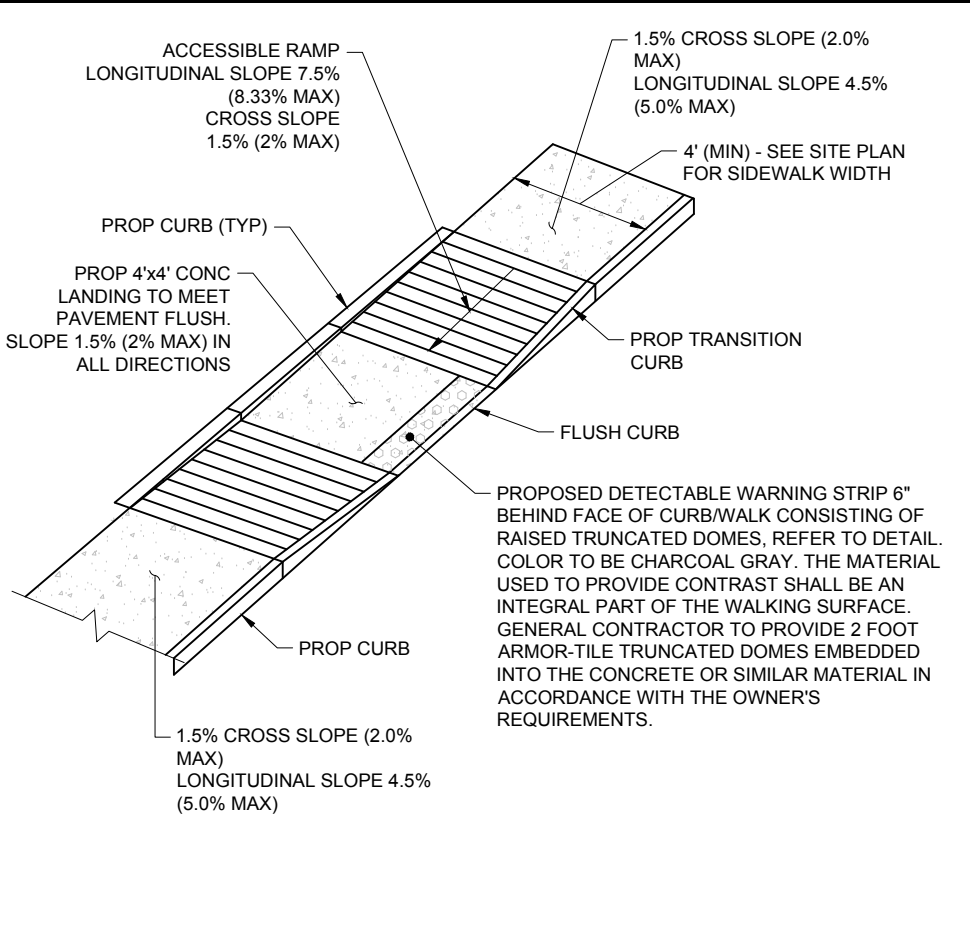 ACCESSIBLE RAMP
LONGITUDINAL SLOPE 7.5%
(8.33% MAX)
CROSS SLOPE
1.5% (2% MAX)
1.5% CROSS SLOPE (2.0%
MAX)
LONGITUDINAL SLOPE 4.5%
(5.0% MAX)
4' (MIN) - SEE SITE PLAN
FOR SIDEWALK WIDTH
PROP CURB (TYP)
PROP 4'x4' CONC
LANDING TO MEET
PAVEMENT FLUSH.
SLOPE 1.5% (2% MAX) IN
ALL DIRECTIONS
PROP TRANSITION
CURB
FLUSH CURB
PROPOSED DETECTABLE WARNING STRIP 6"
BEHIND FACE OF CURB/WALK CONSISTING OF
RAISED TRUNCATED DOMES, REFER TO DETAIL.
COLOR TO BE CHARCOAL GRAY. THE MATERIAL
USED TO PROVIDE CONTRAST SHALL BE AN
INTEGRAL PART OF THE WALKING SURFACE.
GENERAL CONTRACTOR TO PROVIDE 2 FOOT
ARMOR-TILE TRUNCATED DOMES EMBEDDED
INTO THE CONCRETE OR SIMILAR MATERIAL IN
ACCORDANCE WITH THE OWNER'S
REQUIREMENTS.
PROP CURB
1.5% CROSS SLOPE (2.0%
MAX)
LONGITUDINAL SLOPE 4.5%
(5.0% MAX)